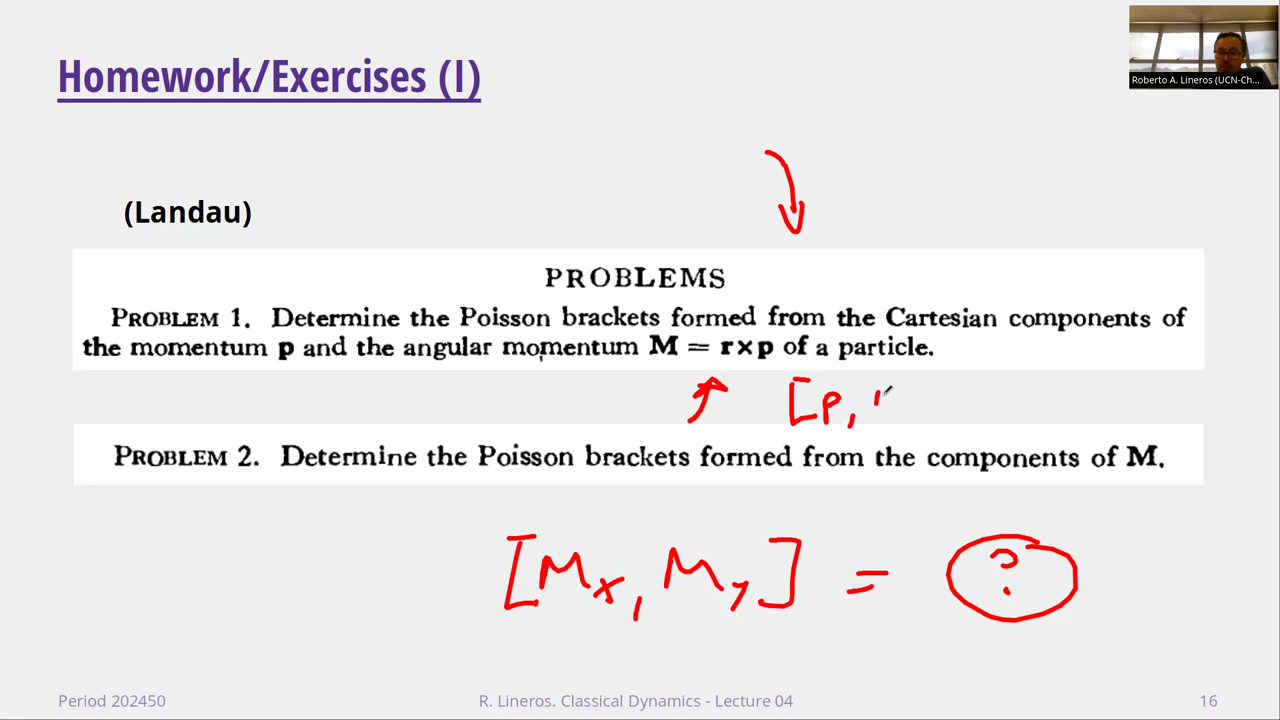 Homework/Exercises (I)
Roberto A. Lineros (UCN-Ch...
(Landau)
PROBLEMS
PROBLEM 1. Determine the Poisson brackets formed from the Cartesian components of
the momentum p and the angular momentum M = r×p of a particle.
[p,
PROBLEM 2. Determine the Poisson brackets formed from the components of M.
[Mx, My] = ?
Period 202450
R. Lineros. Classical Dynamics - Lecture 04
16